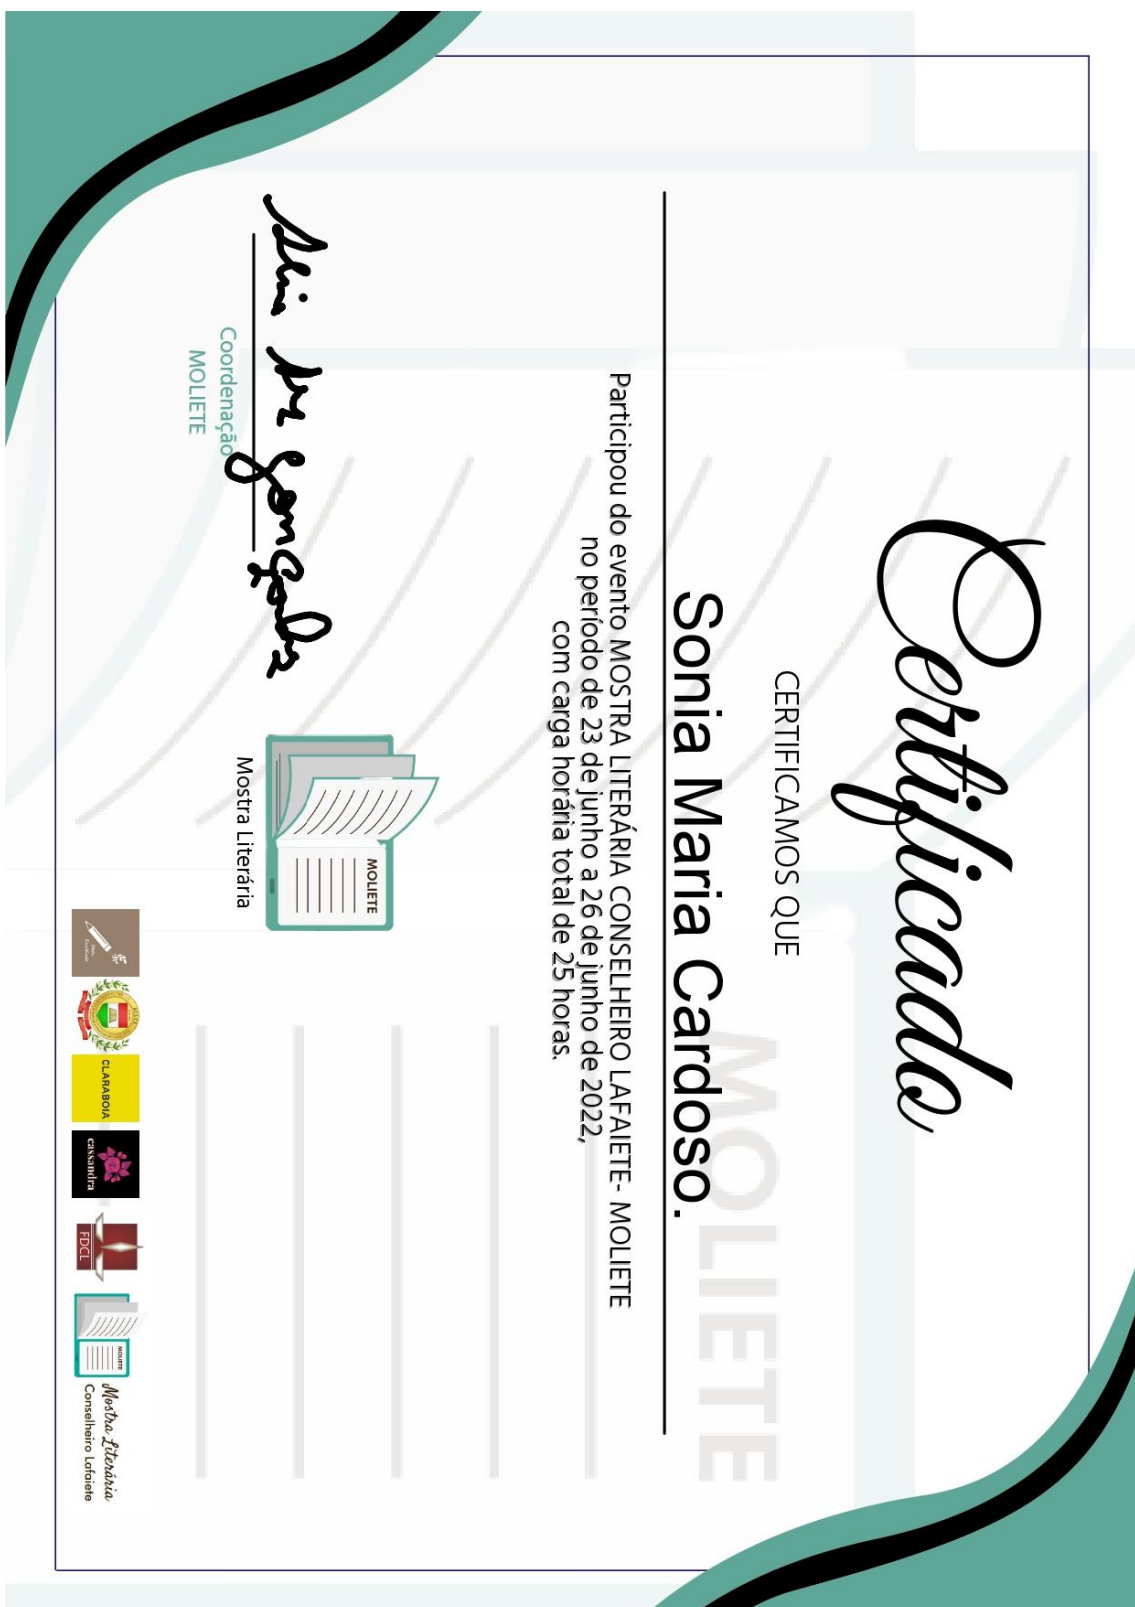 Certificado
CERTIFICAMOS QUE
Sonia Maria Cardoso.
Participou do evento MOSTRA LITERÁRIA CONSELHEIRO LAFAIETE- MOLIETE
no período de 23 de junho a 26 de junho de 2022,
com carga horária total de 25 horas.
Coordenação
MOLIETE
MOLIETE
Mostra Literária
MOLIETE
CLARABOIA
cassandra
FDCL
MOLIETE
Mostra Literária
Conselheiro Lafaiete